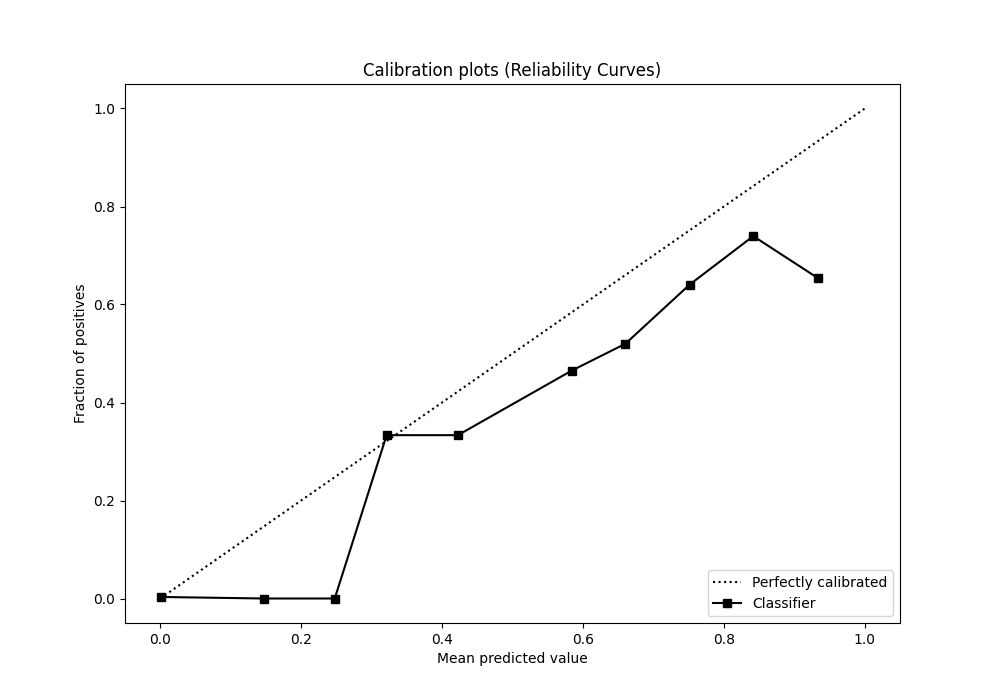 Calibration plots (Reliability Curves)
1.0
0.8
0.6
0.4
0.2
0.0
Fraction of positives
0.0 0.2 0.4 0.6 0.8 1.0
Mean predicted value
Perfectly calibrated
Classifier